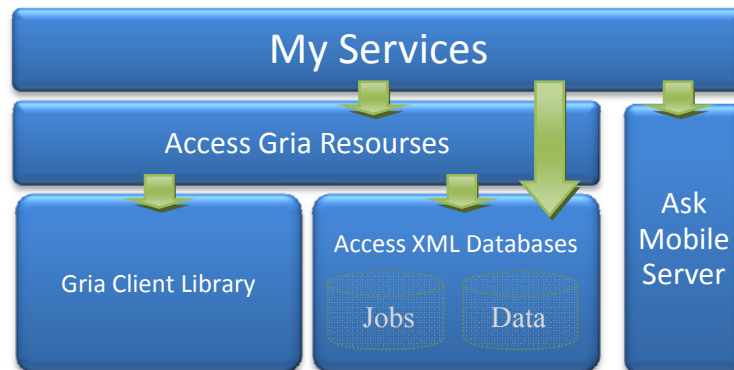 My Services
Access Gria Resourses
Gria Client Library
Access XML Databases
Jobs
Data
Ask
Mobile
Server